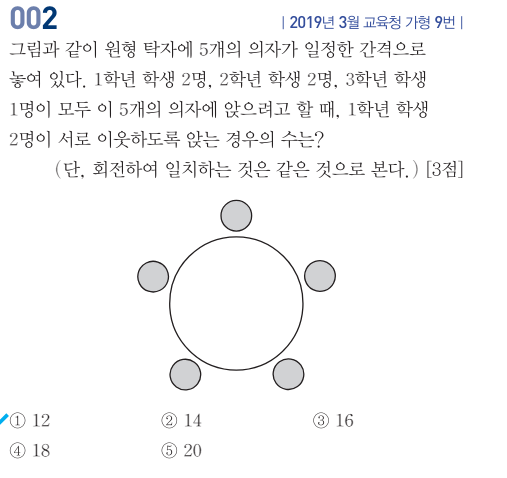 002
| 2019년 3월 교육청 가형 9번 |
그림과 같이 원형 탁자에 5개의 의자가 일정한 간격으로
놓여 있다. 1학년 학생 2명, 2학년 학생 2명, 3학년 학생
1명이 모두 이 5개의 의자에 앉으려고 할 때, 1학년 학생
2명이 서로 이웃하도록 앉는 경우의 수는?
(단, 회전하여 일치하는 것은 같은 것으로 본다.) [3점]
① 12 ② 14 ③ 16
④ 18 ⑤ 20